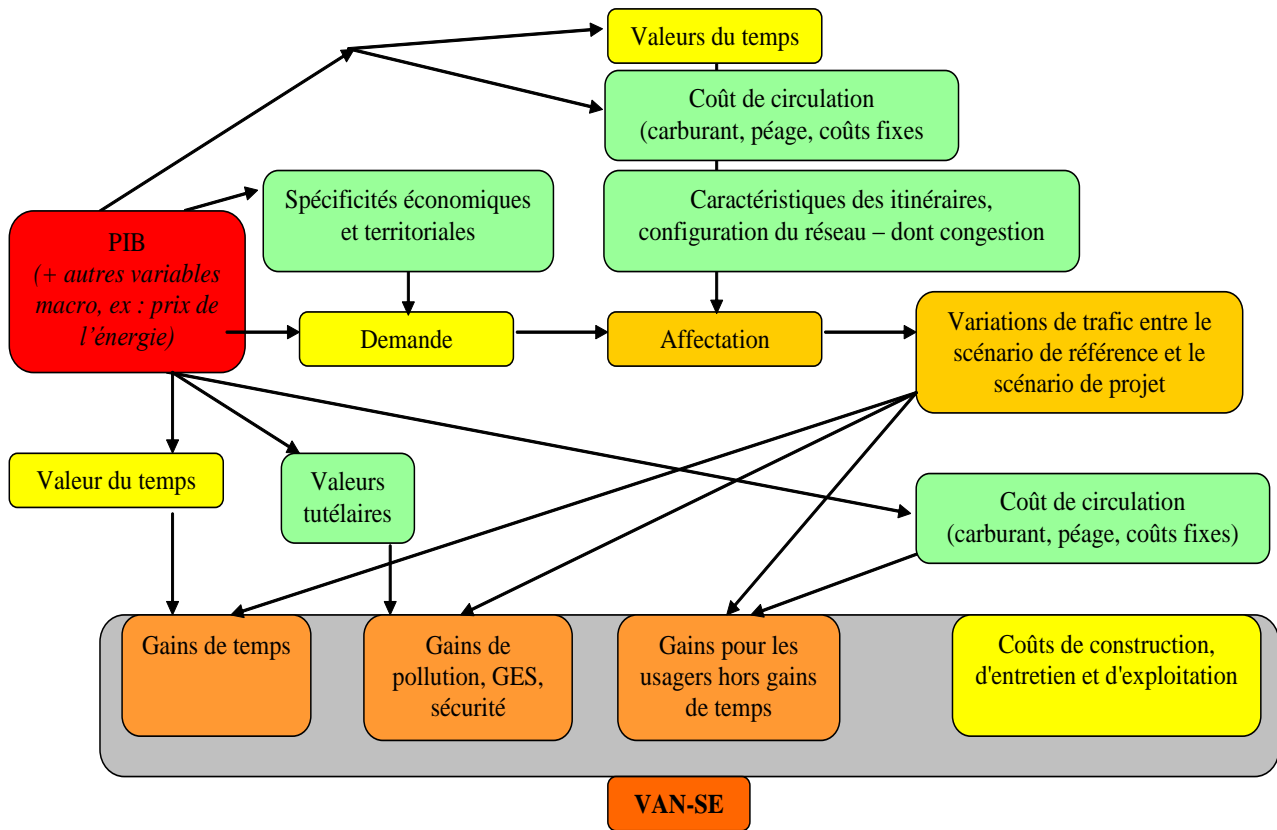 Valeurs du temps
Coût de circulation
(carburant, péage, coûts fixes
Spécificités économiques
et territoriales
Caractéristiques des itinéraires,
configuration du réseau – dont congestion
PIB
(+ autres variables
macro, ex : prix de
l'énergie)
Demande
Affectation
Variations de trafic entre le
scénario de référence et le
scénario de projet
Valeur du temps
Valeurs
tutélaires
Coût de circulation
(carburant, péage, coûts fixes)
Gains de temps
Gains de
pollution, GES,
sécurité
Gains pour les
usagers hors gains
de temps
Coûts de construction,
d'entretien et d'exploitation
VAN-SE